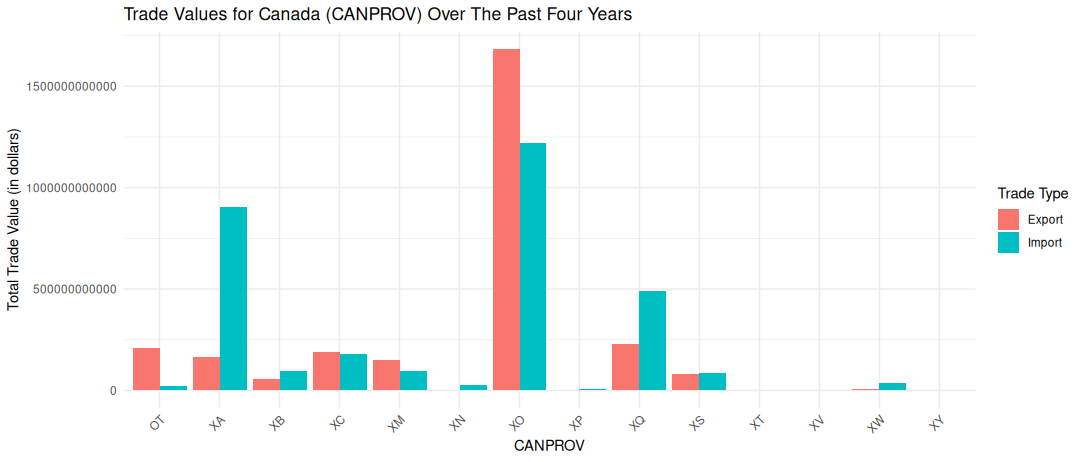 Trade Values for Canada (CANPROV) Over The Past Four Years
Total Trade Value (in dollars)
1500000000000
1000000000000
500000000000
0
OT XA XB XC XM XN XO XP XQ XS XT XV XW XY
CANPROV
Trade Type
Export
Import